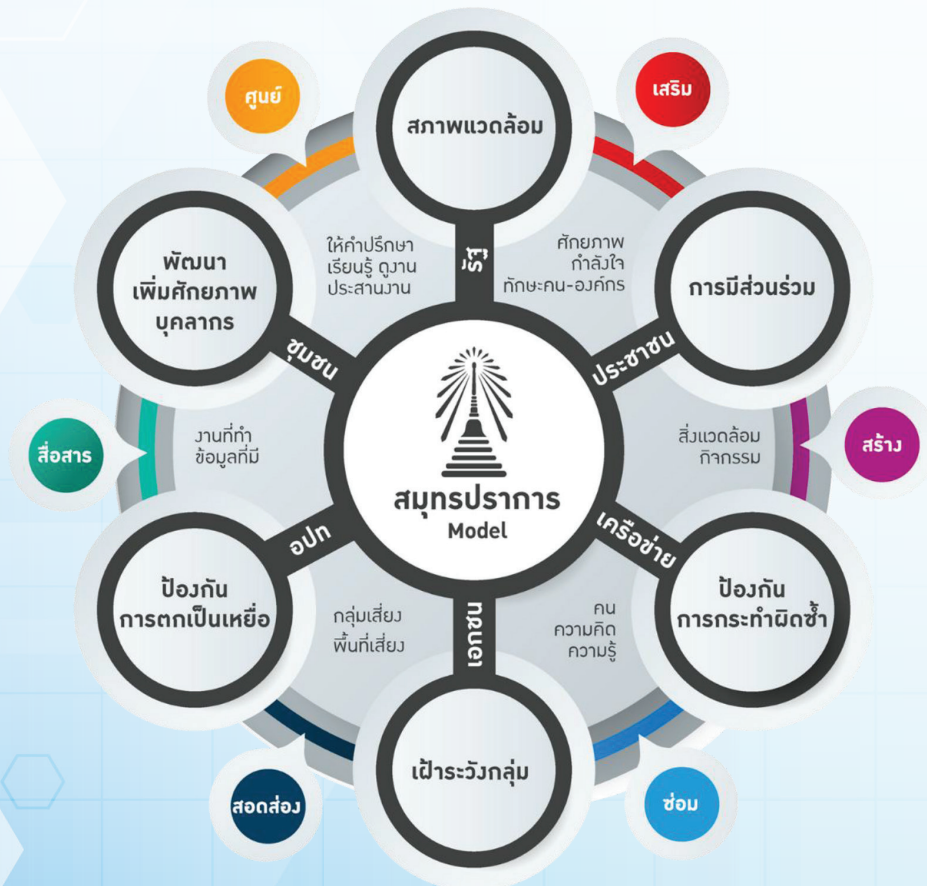 ศูนย์
เสริม
สภาพแวดล้อม
รัฐ
ให้คำปรึกษา
เรียนรู้ ดูงาน
ประสานงาน
ศักยภาพ
กำลังใจ
ทักษะคน-องค์กร
พัฒนา
เพิ่มศักยภาพ
บุคลากร
การมีส่วนร่วม
ชุมชน
ประชาชน
สื่อสาร
งานที่ทำ
ข้อมูลที่มี
สมุทรปราการ
Model
สิ่งแวดล้อม
กิจกรรม
สร้าง
อปท
เครือข่าย
ป้องกัน
การตกเป็นเหยื่อ
กลุ่มเสี่ยง
พื้นที่เสี่ยง
เอกชน
คน
ความคิด
ความรู้
ป้องกัน
การกระทำผิดซ้ำ
เฝ้าระวังกลุ่ม
สอดส่อง
ซ่อม